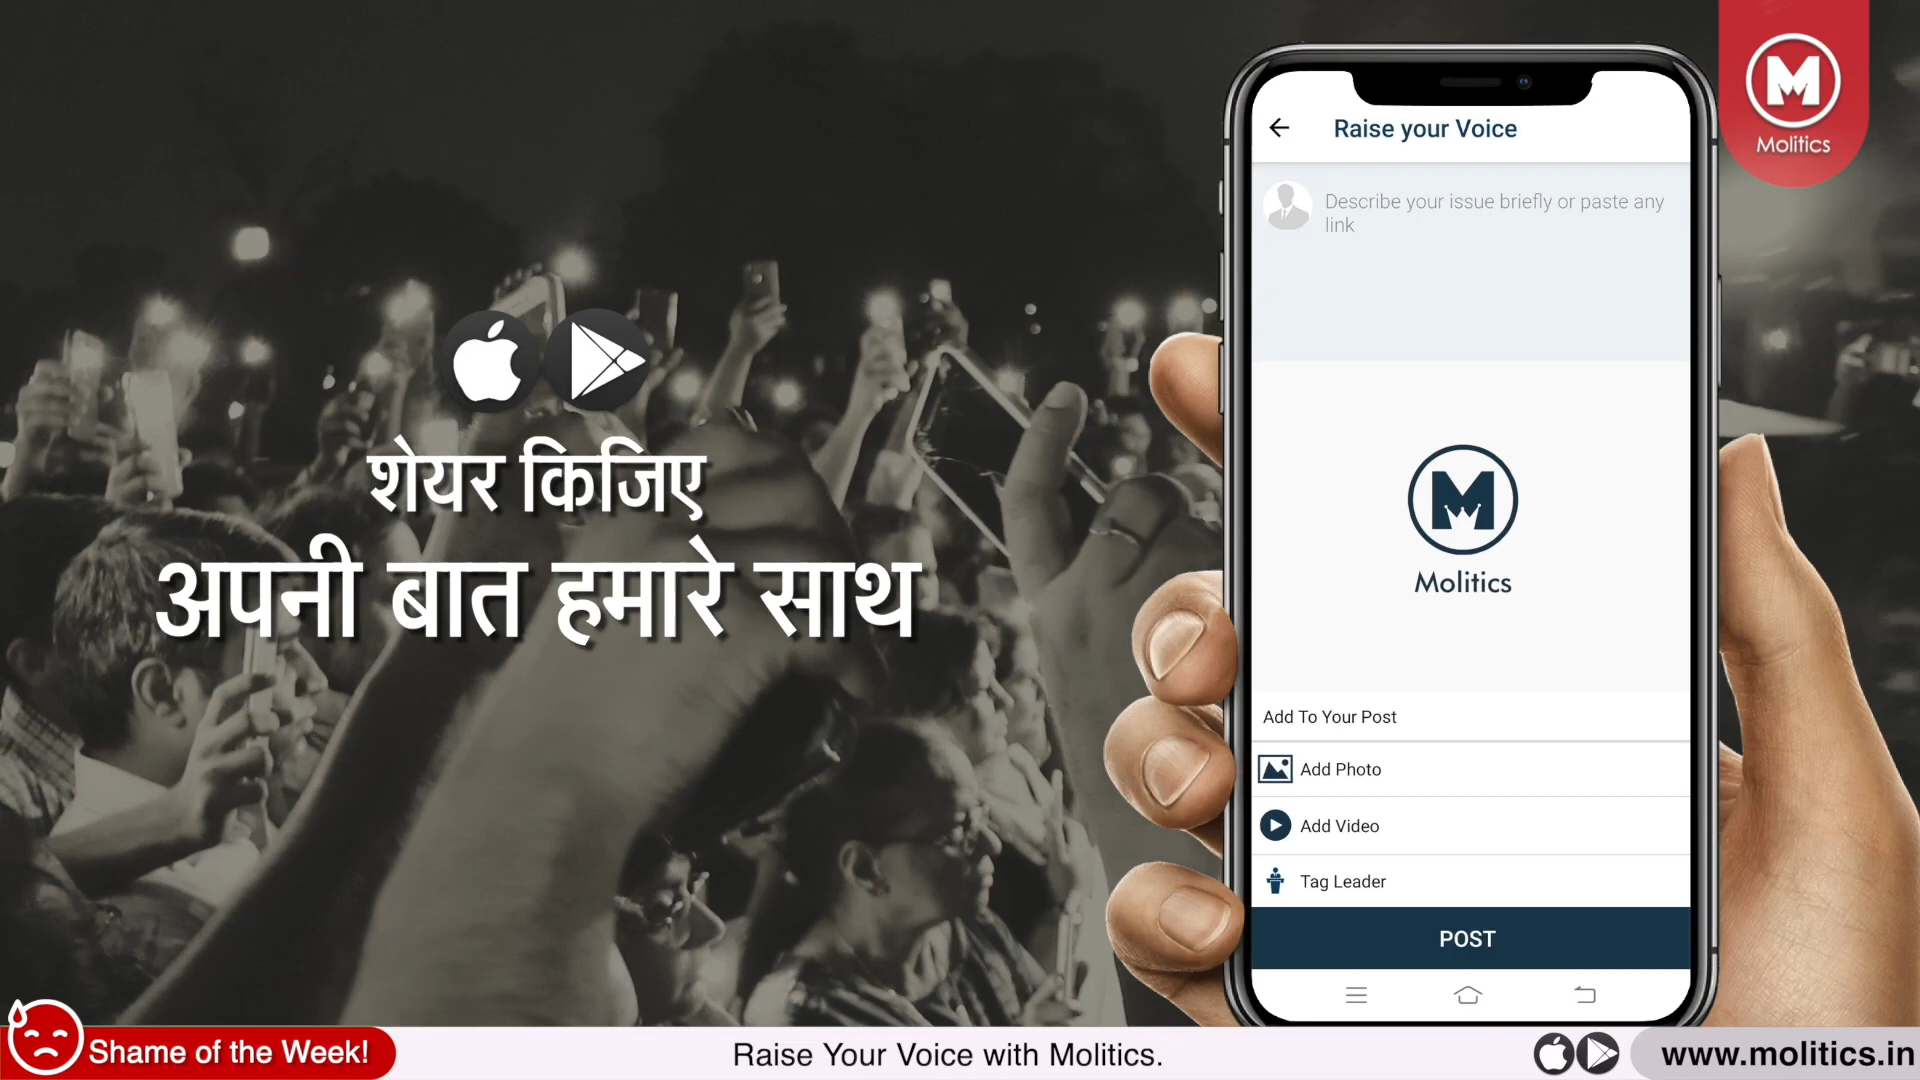 शेयर किजिए
अपनी बात हमारे साथ
Raise your Voice
Describe your issue briefly or paste any
link
Molitics
Add To Your Post
Add Photo
Add Video
Tag Leader
POST
Molitics
Shame of the Week!
Raise Your Voice with Molitics.
www.molitics.in